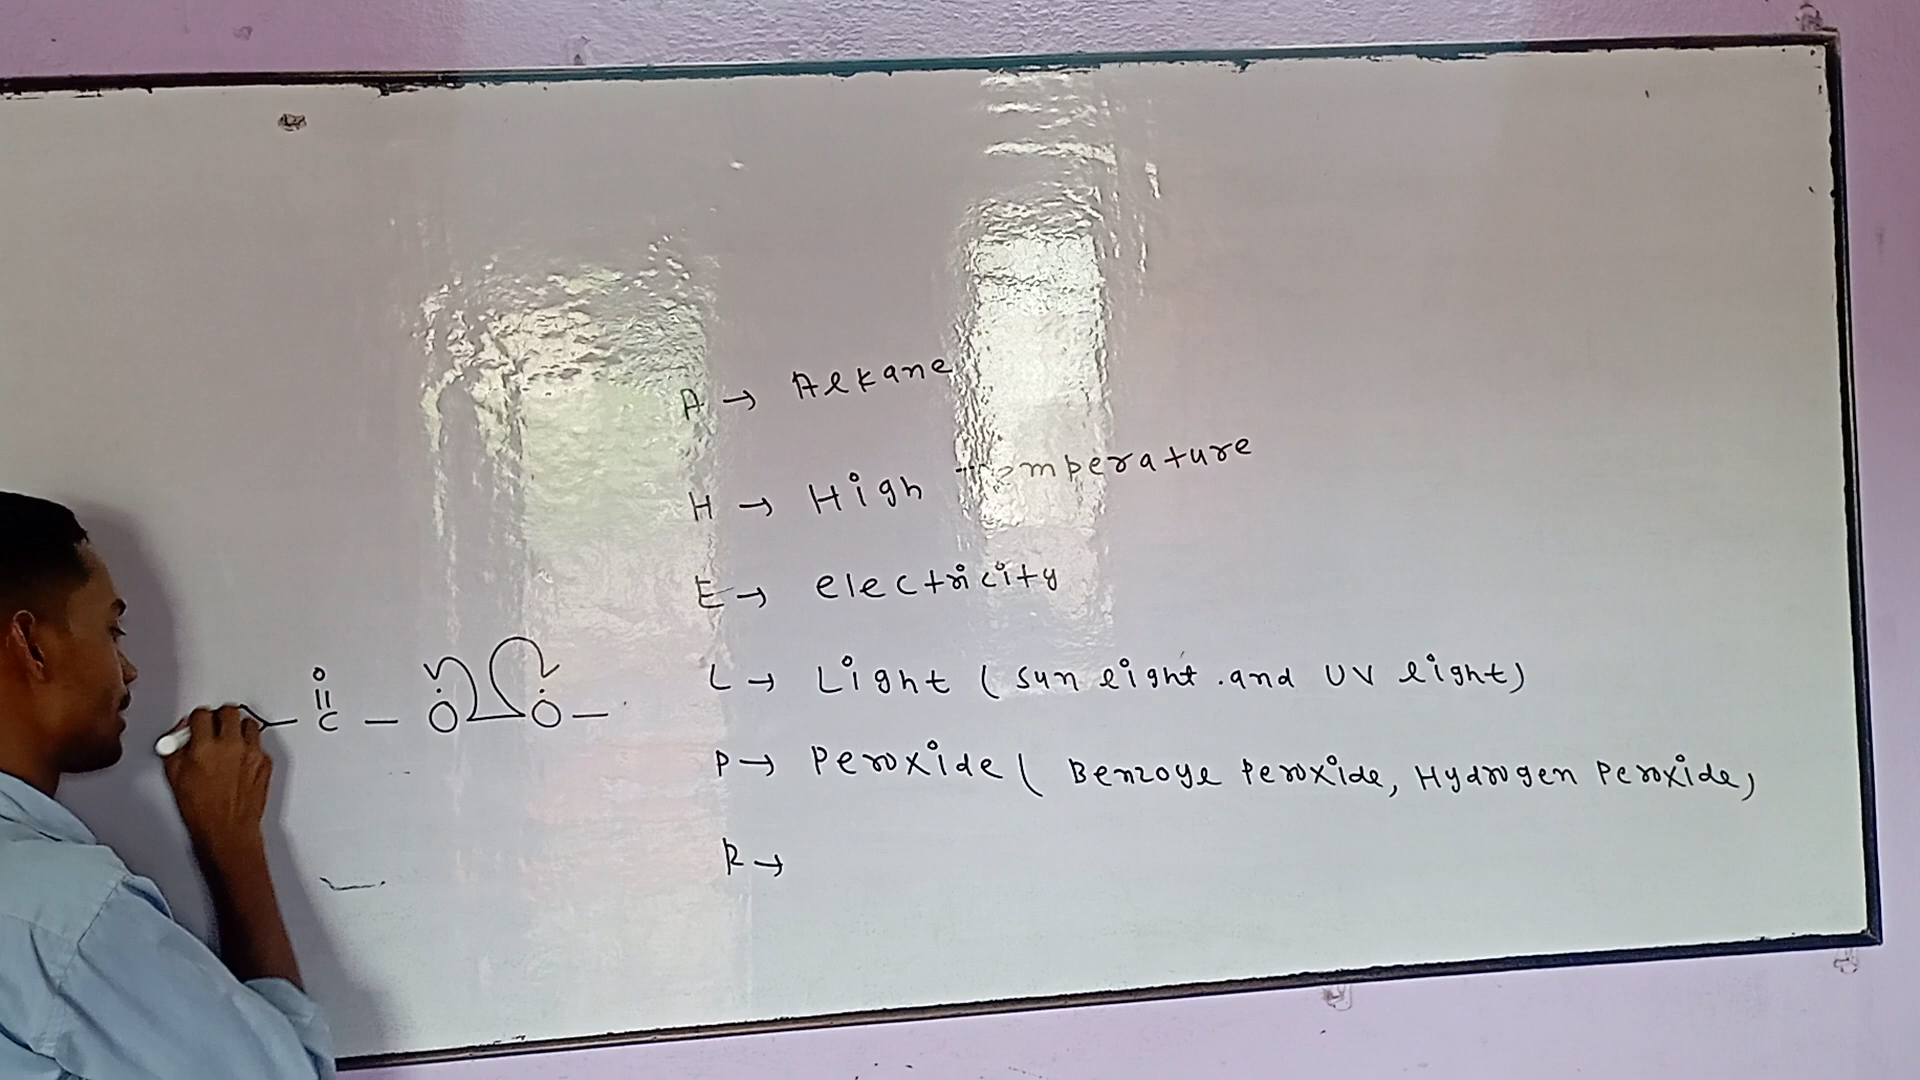 A → Alkane
H → High Temperature
E → electricity
L → Light ( sun light . and UV light )
P → Peroxide ( Benzoyl Peroxide, Hydrogen Peroxide,
R →
O
||
C — O — O —